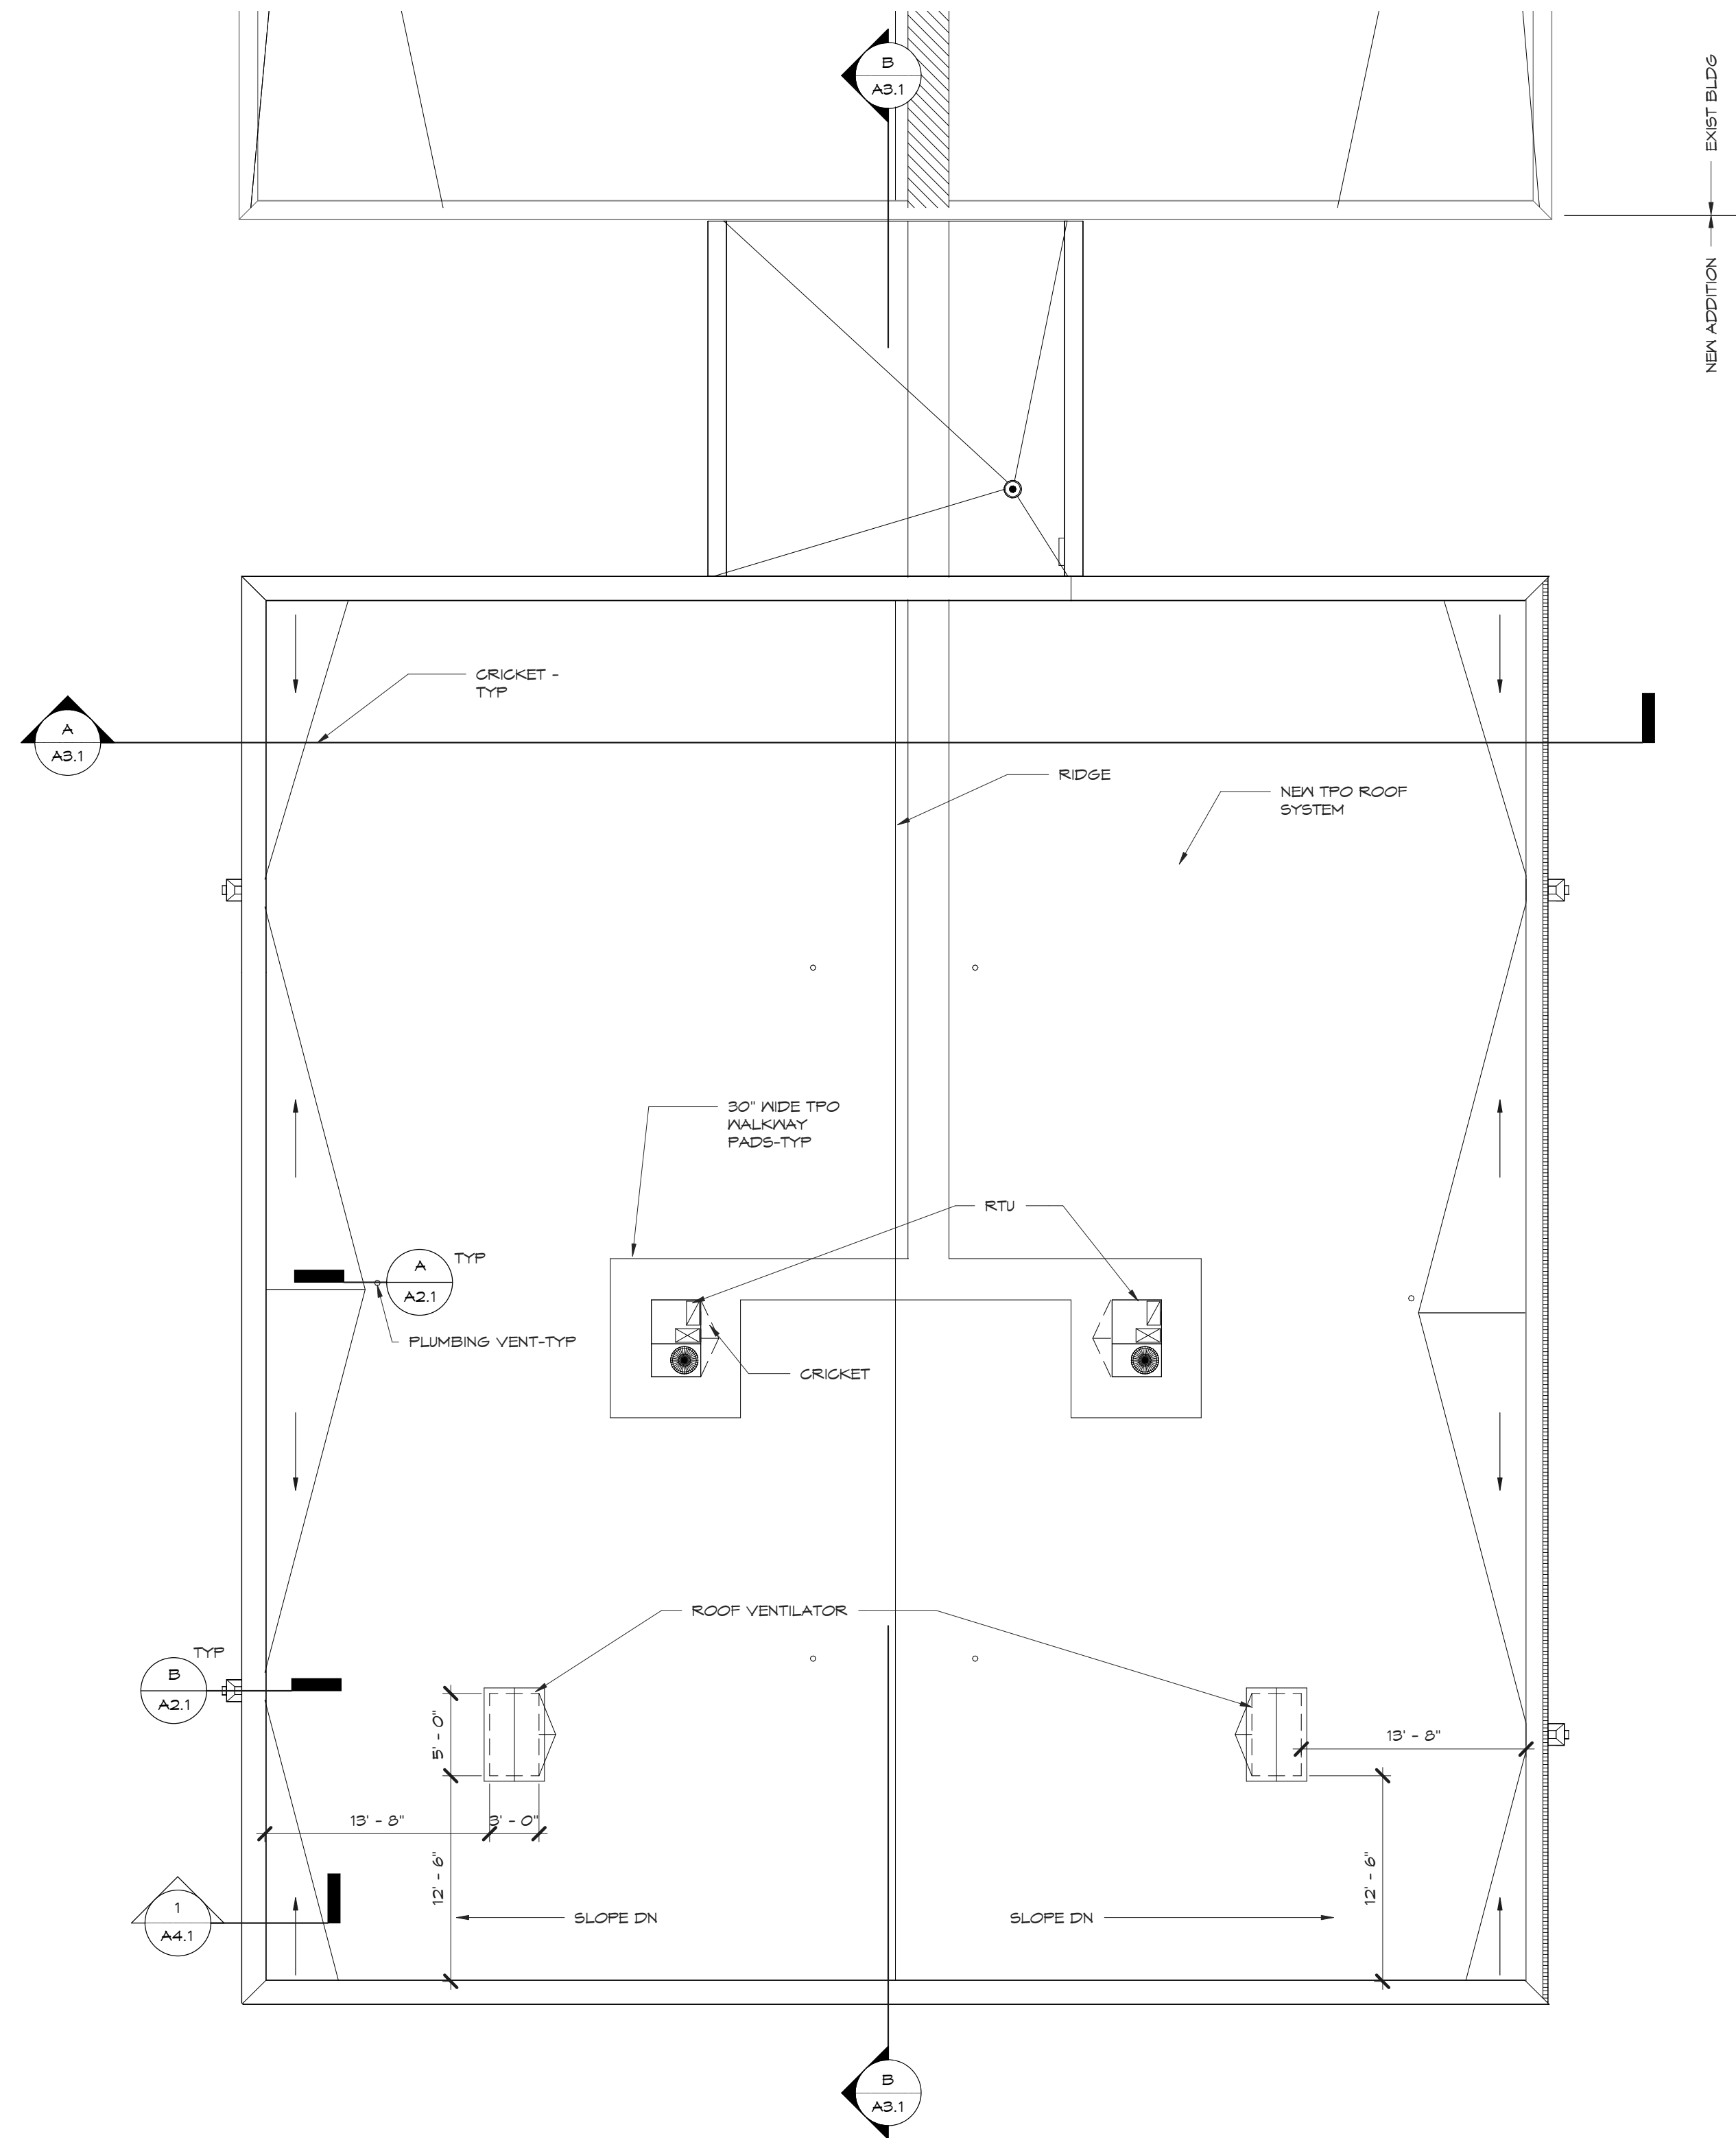 B
A3.1
EXIST BLDG
NEW ADDITION
CRICKET -
TYP
A
A3.1
RIDGE
NEW TPO ROOF
SYSTEM
30" WIDE TPO
WALKWAY
PADS-TYP
RTU
A
A2.1
TYP
PLUMBING VENT-TYP
CRICKET
ROOF VENTILATOR
TYP
B
A2.1
5' - 0"
13' - 8"
13' - 8"
3' - 0"
12' - 6"
12' - 6"
1
A4.1
SLOPE DN
SLOPE DN
B
A3.1